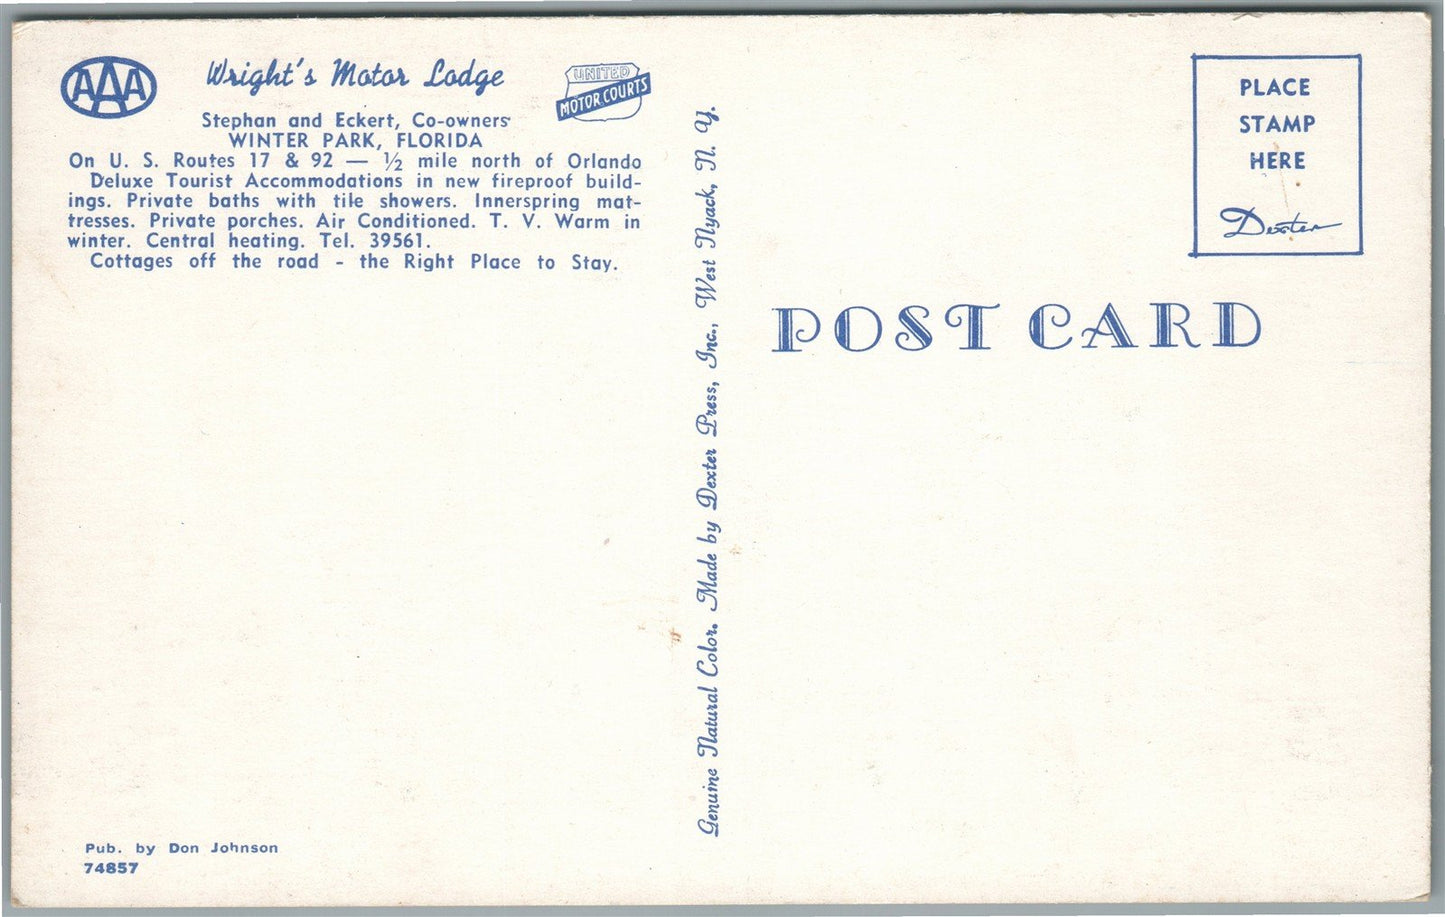 AAA
Wright's Motor Lodge
UNITED
MOTOR COURTS
Stephan and Eckert, Co-owners
WINTER PARK, FLORIDA
On U. S. Routes 17 & 92 — ½ mile north of Orlando
Deluxe Tourist Accommodations in new fireproof build-
ings. Private baths with tile showers. Innerspring mat-
tresses. Private porches. Air Conditioned. T. V. Warm in
winter. Central heating. Tel. 39561.
Cottages off the road - the Right Place to Stay.
Pub. by Don Johnson
74857
Genuine Natural Color. Made by Dexter Press, Inc., West Nyack, N. Y.
PLACE
STAMP
HERE
Dexter
POST CARD